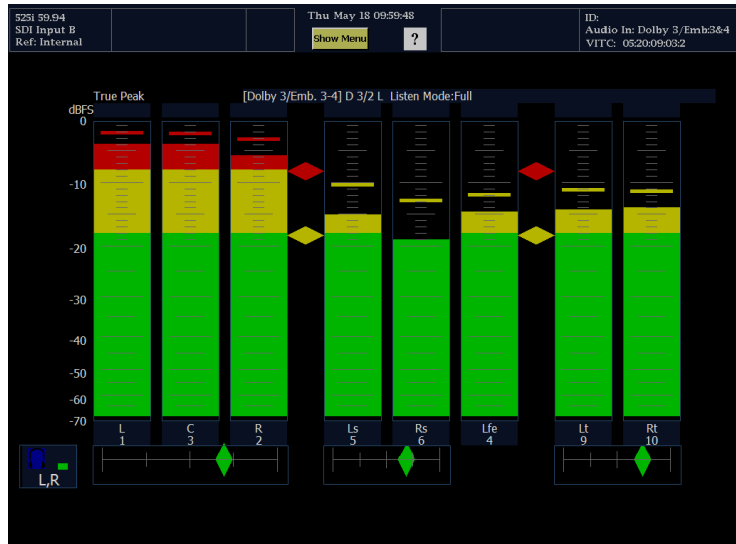 525i 59.94
SDI Input B
Ref: Internal
Thu May 18 09:59:48
Show Menu
?
ID:
Audio In: Dolby 3/Emb:3&4
VITC: 05:20:09:03:2
True Peak
[Dolby 3/Emb. 3-4] D 3/2 L Listen Mode:Full
dBFS
0
-10
-20
-30
-40
-50
-60
-70
L C R Ls Rs Lfe Lt Rt
1 3 2 5 6 4 9 10
L,R